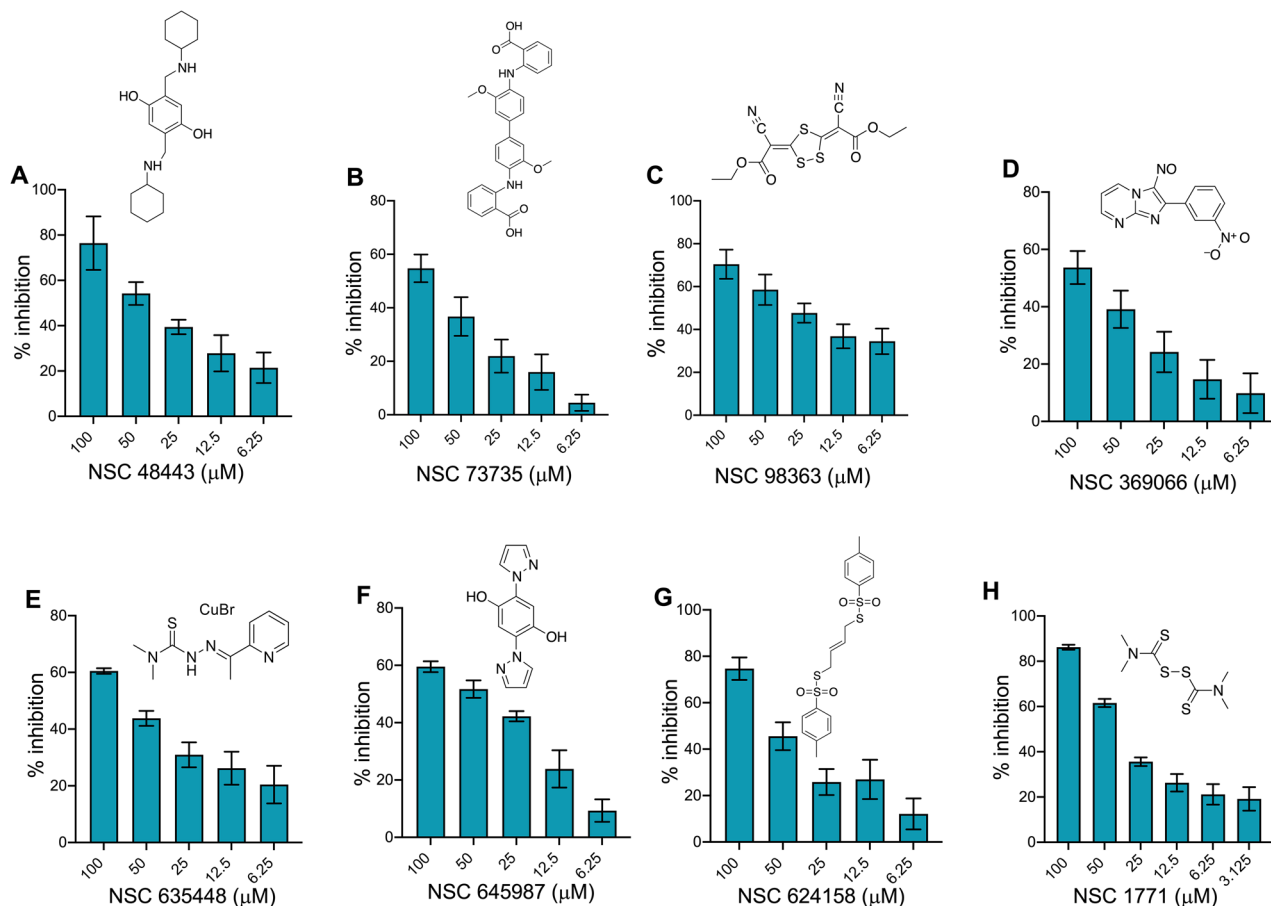 A
NH
HO
OH
NH
% inhibition
100
80
60
40
20
0
100
50
25
12.5
6.25
NSC 48443 (μM)
B
OH
O
HN
O
O
NH
O
OH
% inhibition
80
60
40
20
0
100
50
25
12.5
6.25
NSC 73735 (μM)
C
N
N
C
C
S
O
O
S
S
O
O
% inhibition
100
80
60
40
20
0
100
50
25
12.5
6.25
NSC 98363 (μM)
D
NO
N
N
N
N⁺
O
⁻O
% inhibition
80
60
40
20
0
100
50
25
12.5
6.25
NSC 369066 (μM)
E
CuBr
S
N
N
H
N
N
% inhibition
80
60
40
20
0
100
50
25
12.5
6.25
NSC 635448 (μM)
F
N
N
HO
OH
N
N
% inhibition
80
60
40
20
0
100
50
25
12.5
6.25
NSC 645987 (μM)
G
O
S
O
S
S
O
S
O
% inhibition
100
80
60
40
20
0
100
50
25
12.5
6.25
NSC 624158 (μM)
H
S
N
S
S
N
S
% inhibition
100
80
60
40
20
0
100
50
25
12.5
6.25
3.125
NSC 1771 (μM)